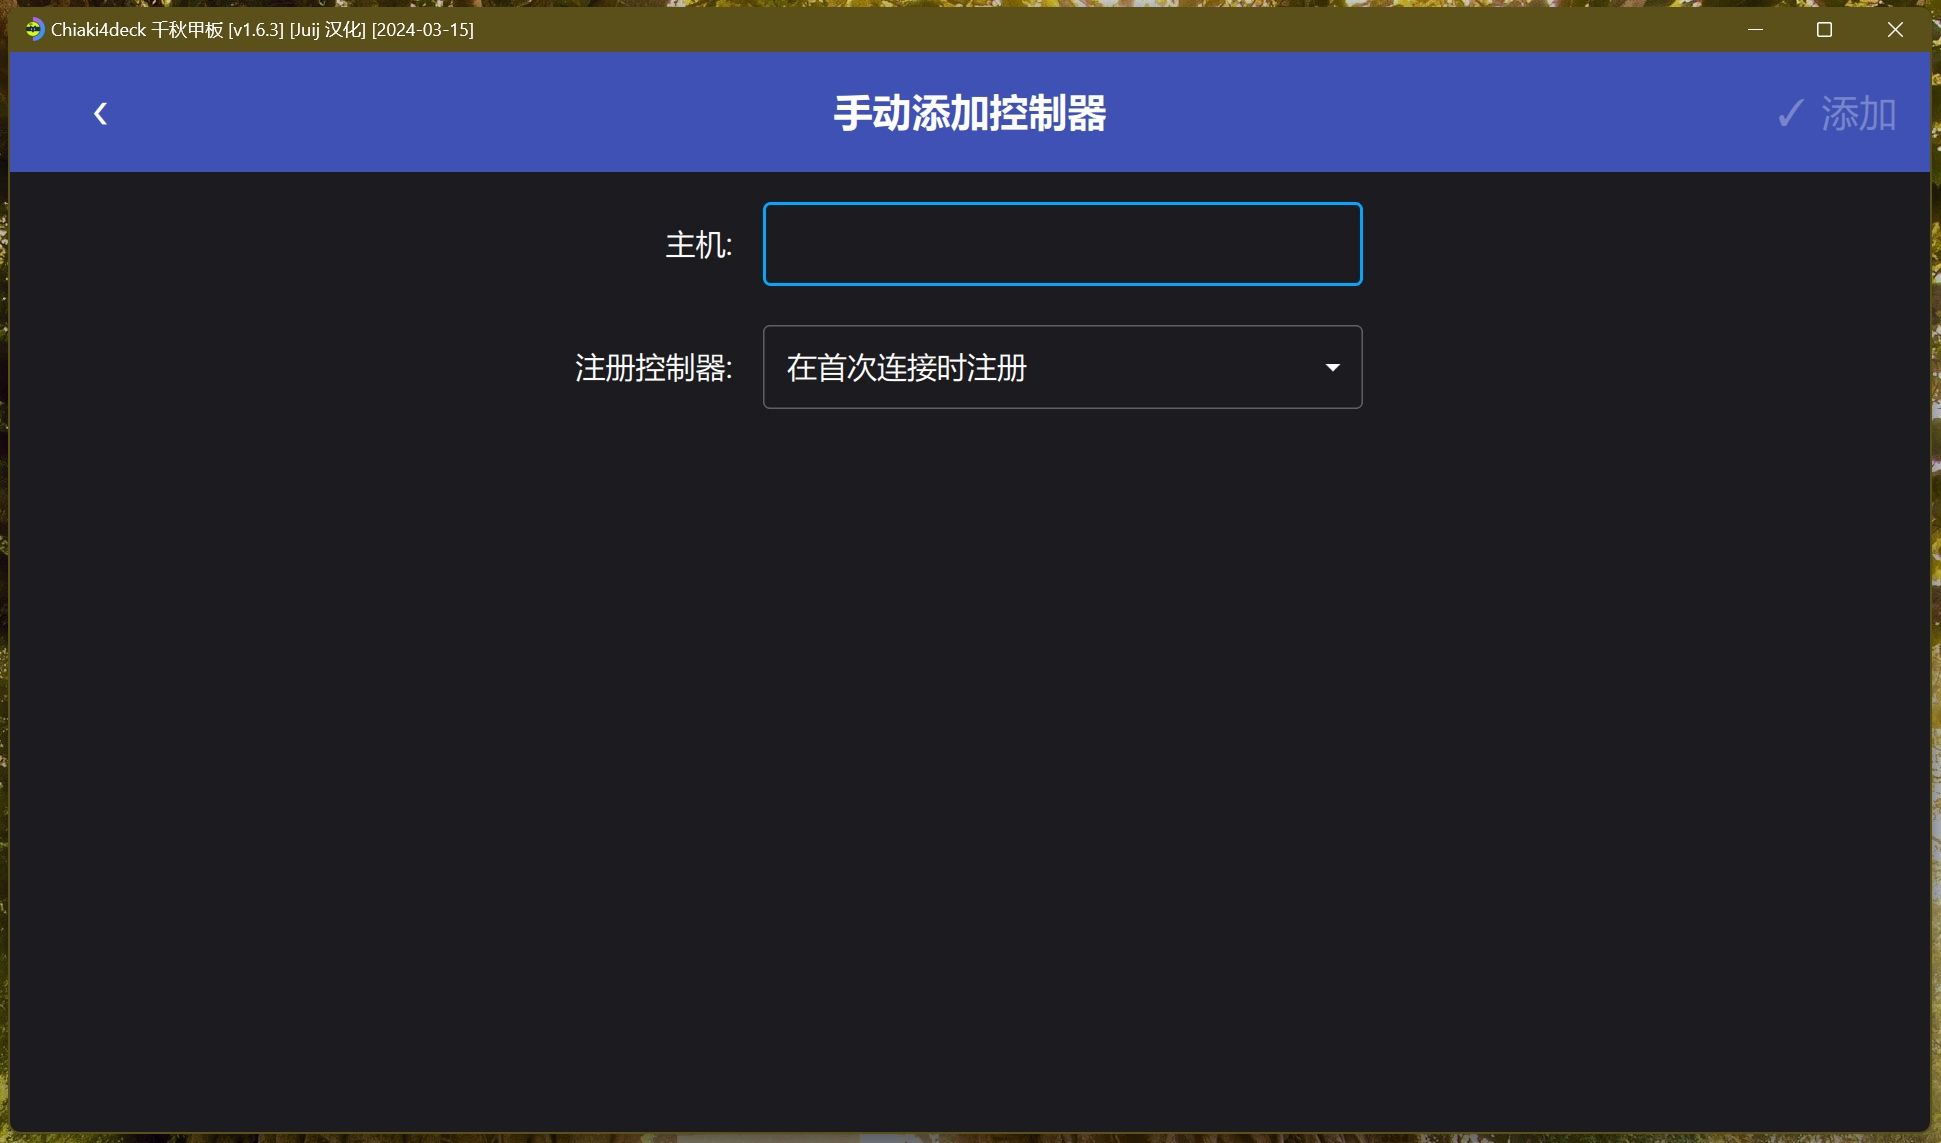 Chiaki4deck 千秋甲板 [v1.6.3] [Juij 汉化] [2024-03-15]
手动添加控制器
✓ 添加
主机:
注册控制器:
在首次连接时注册